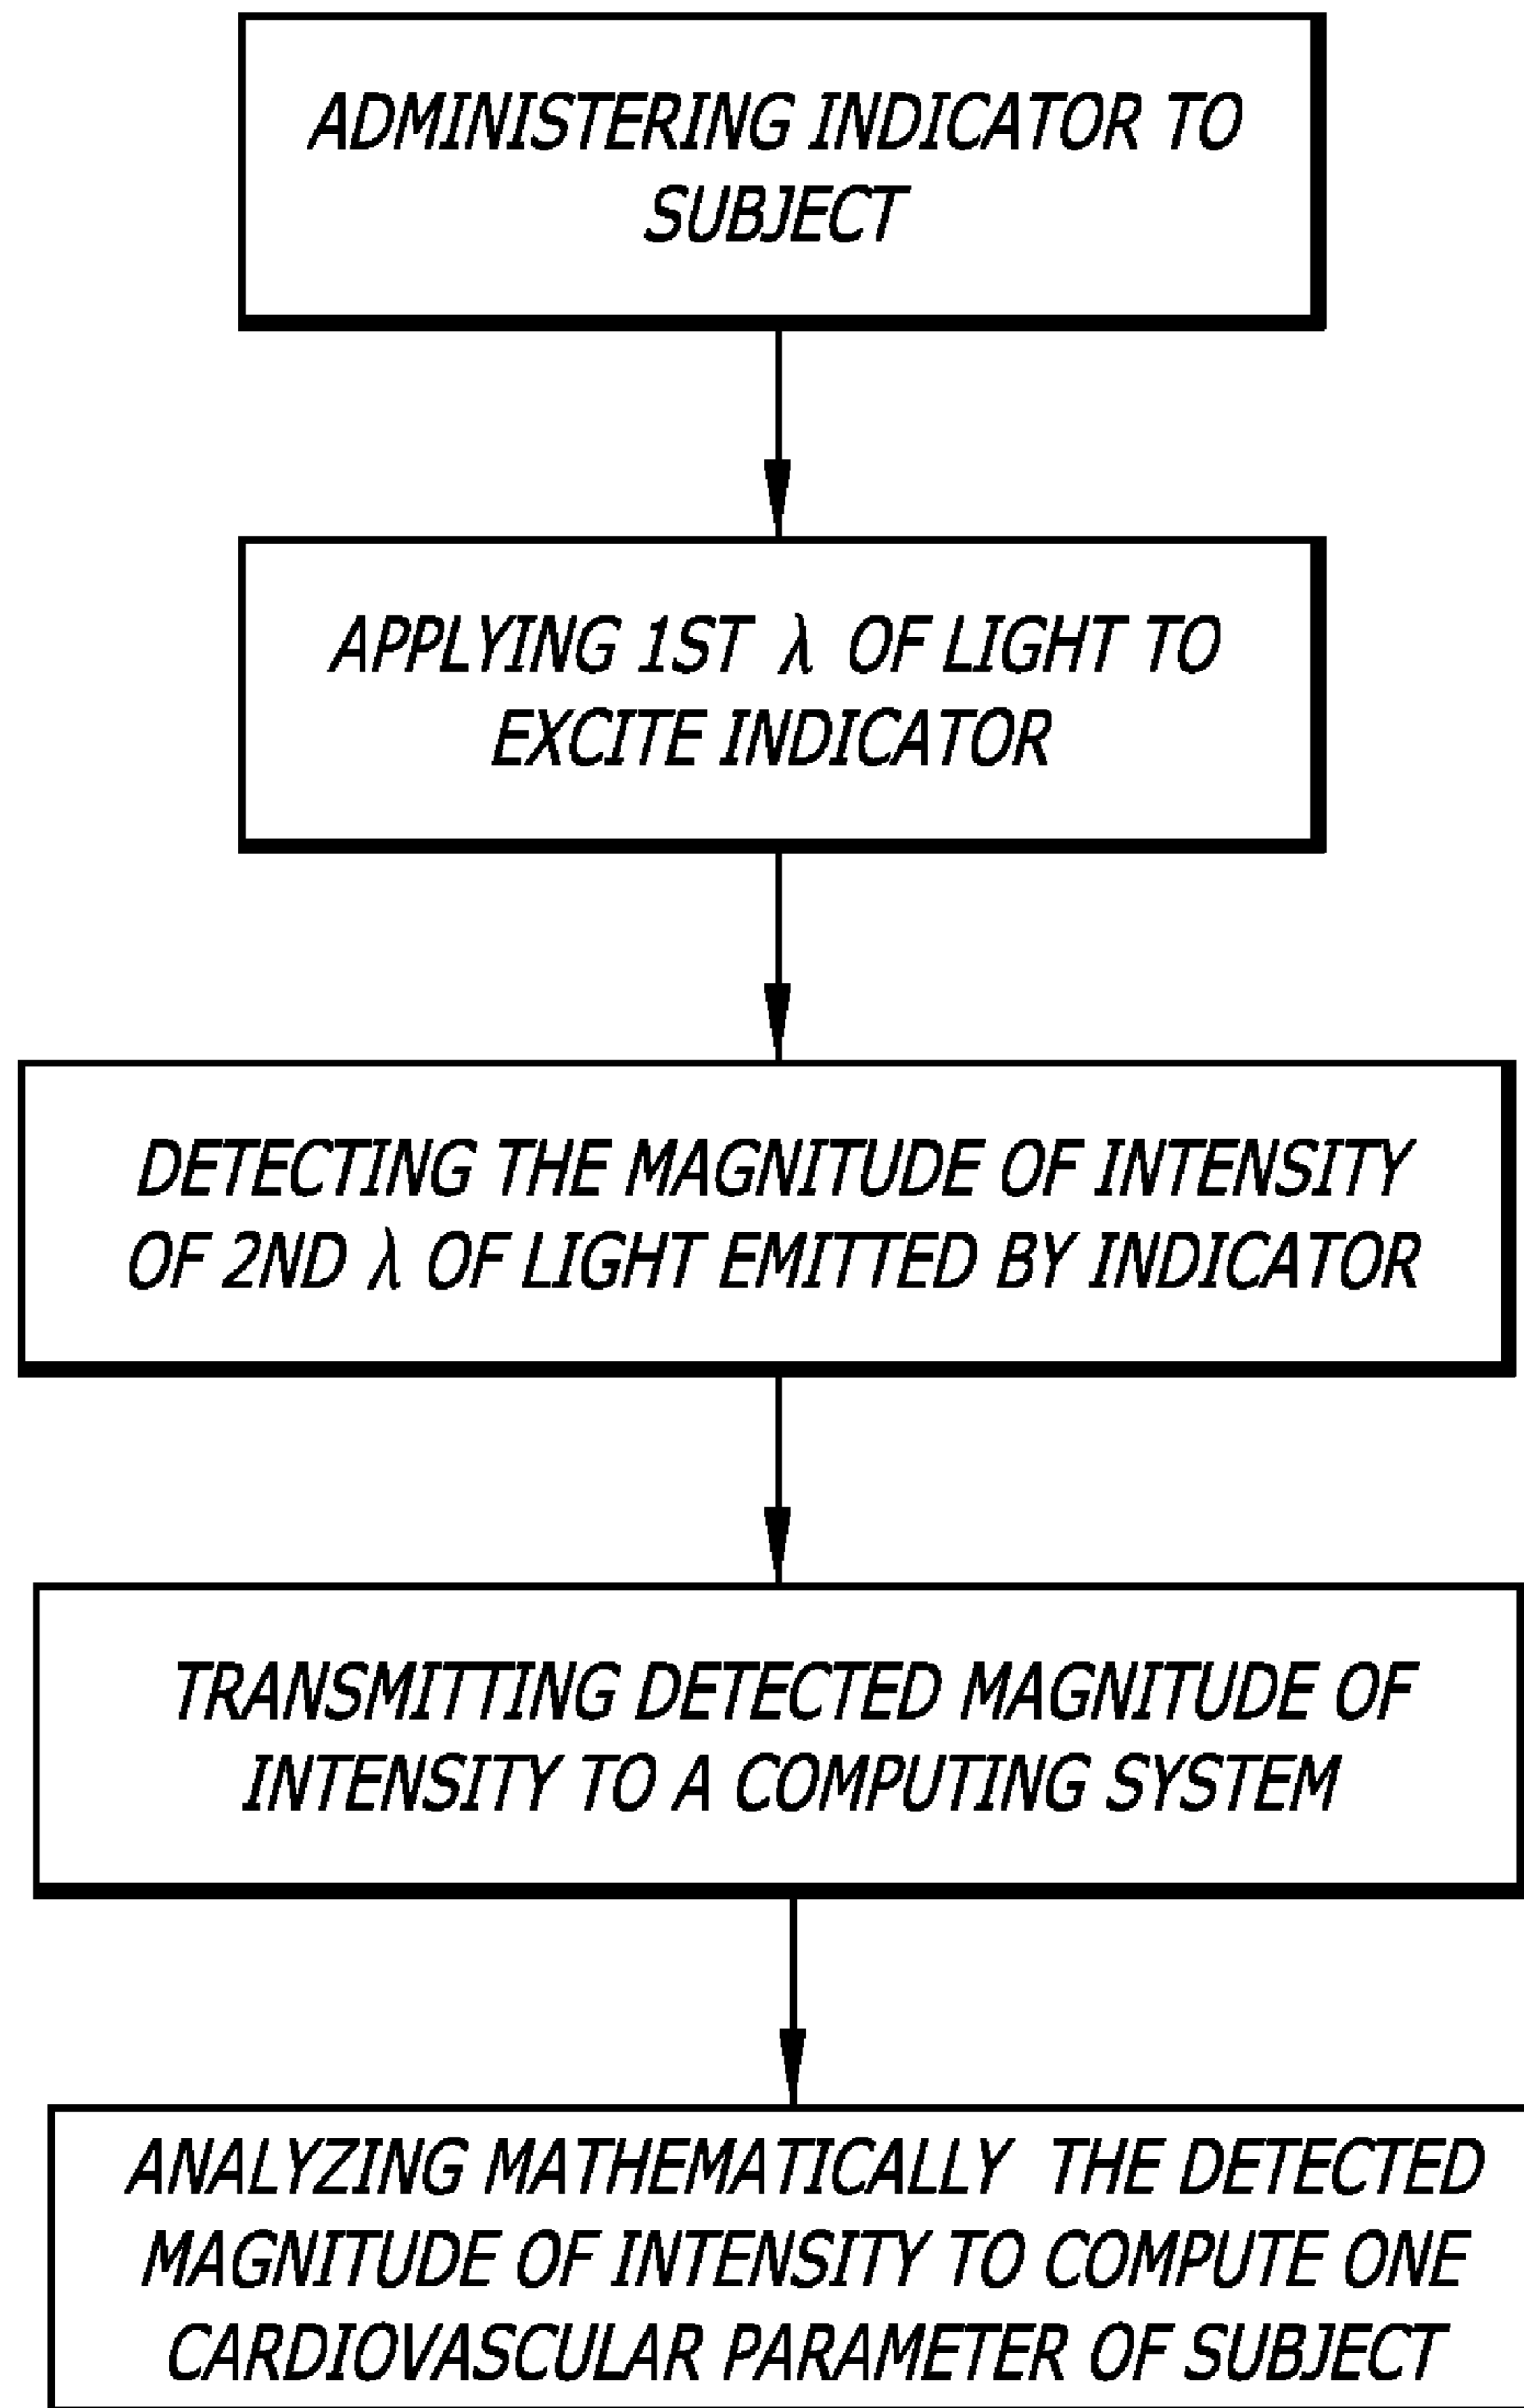 ADMINISTERING INDICATOR TO
SUBJECT
APPLYING 1ST λ OF LIGHT TO
EXCITE INDICATOR
DETECTING THE MAGNITUDE OF INTENSITY
OF 2ND λ OF LIGHT EMITTED BY INDICATOR
TRANSMITTING DETECTED MAGNITUDE OF
INTENSITY TO A COMPUTING SYSTEM
ANALYZING MATHEMATICALLY THE DETECTED
MAGNITUDE OF INTENSITY TO COMPUTE ONE
CARDIOVASCULAR PARAMETER OF SUBJECT